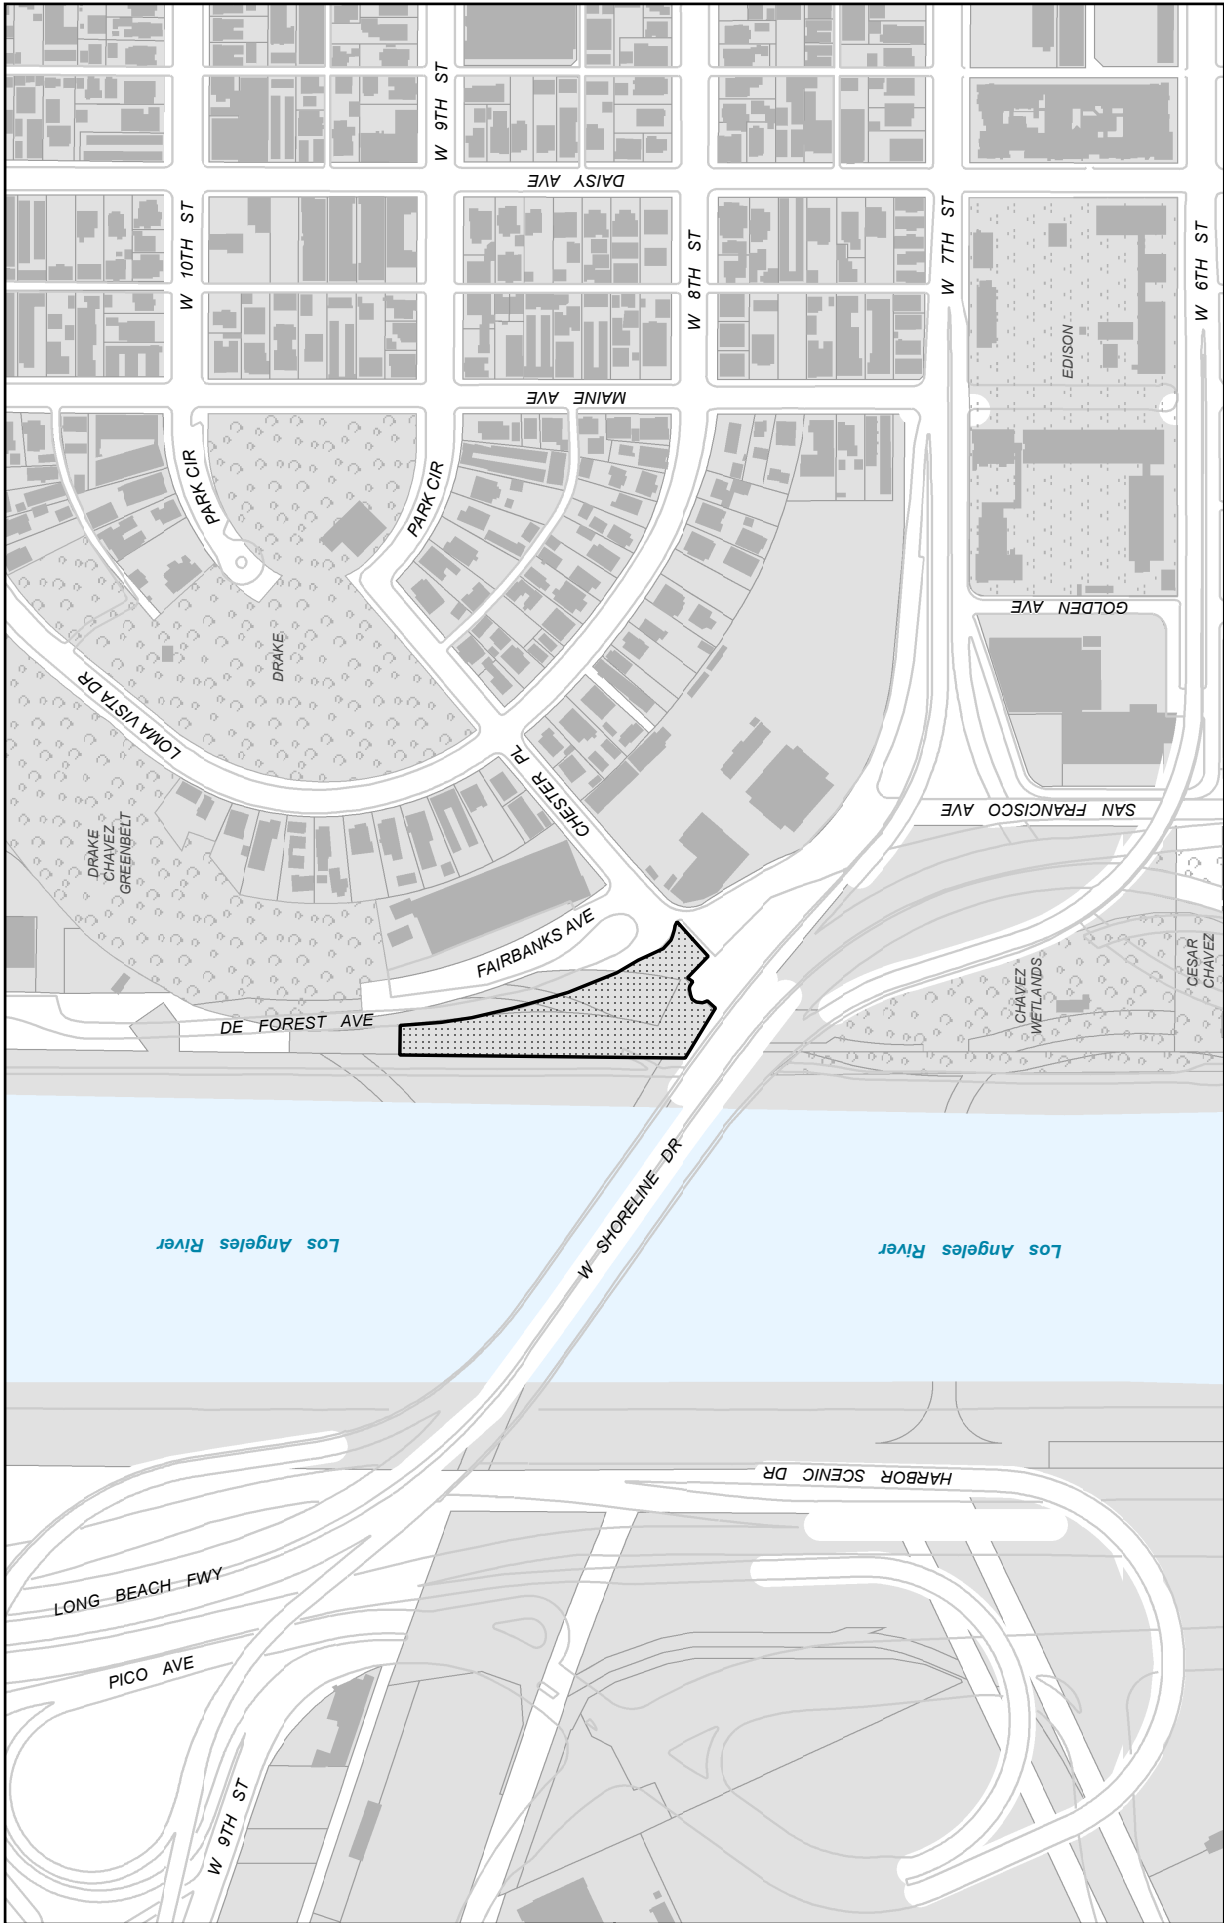 W 9TH ST
DAISY AVE
W 10TH ST
W 8TH ST
W 7TH ST
W 6TH ST
EDISON
MAINE AVE
PARK CIR
PARK CIR
GOLDEN AVE
DRAKE
LOMA VISTA DR
CHESTER PL
SAN FRANCISCO AVE
DRAKE
CHAVEZ
GREENBELT
FAIRBANKS AVE
CHAVEZ
WETLANDS
CESAR
CHAVEZ
DE FOREST AVE
W SHORELINE DR
Los Angeles River
Los Angeles River
HARBOR SCENIC DR
LONG BEACH FWY
PICO AVE
W 9TH ST